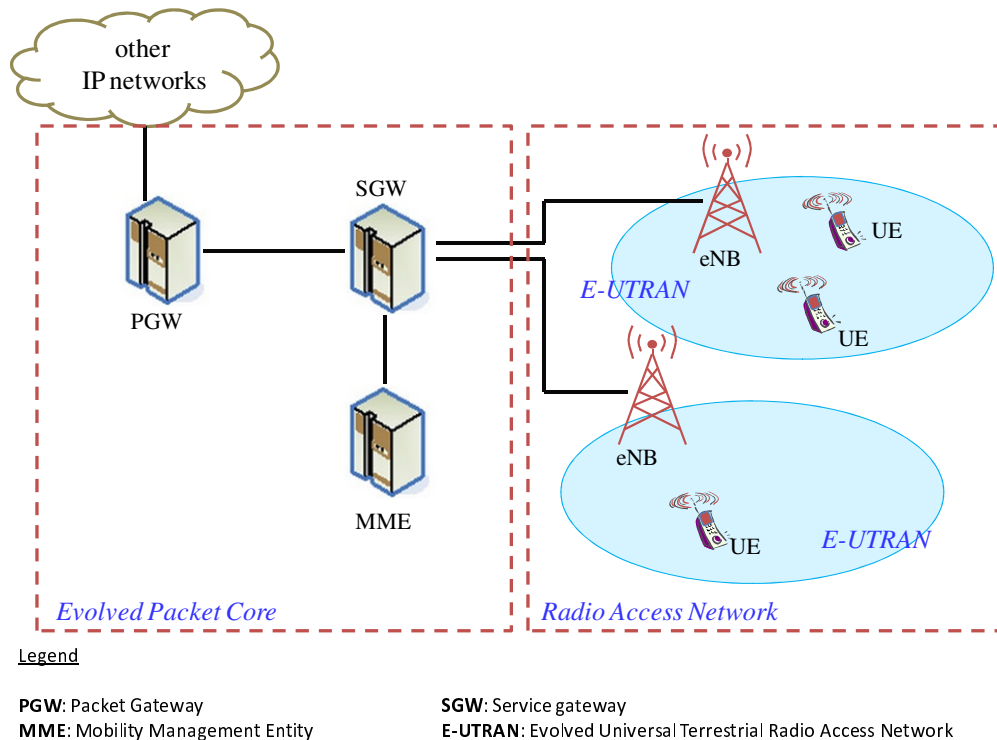 other
IP networks
SGW
PGW
MME
eNB
UE
UE
E-UTRAN
eNB
UE
E-UTRAN
Evolved Packet Core
Radio Access Network
Legend
PGW: Packet Gateway
SGW: Service gateway
MME: Mobility Management Entity
E-UTRAN: Evolved Universal Terrestrial Radio Access Network